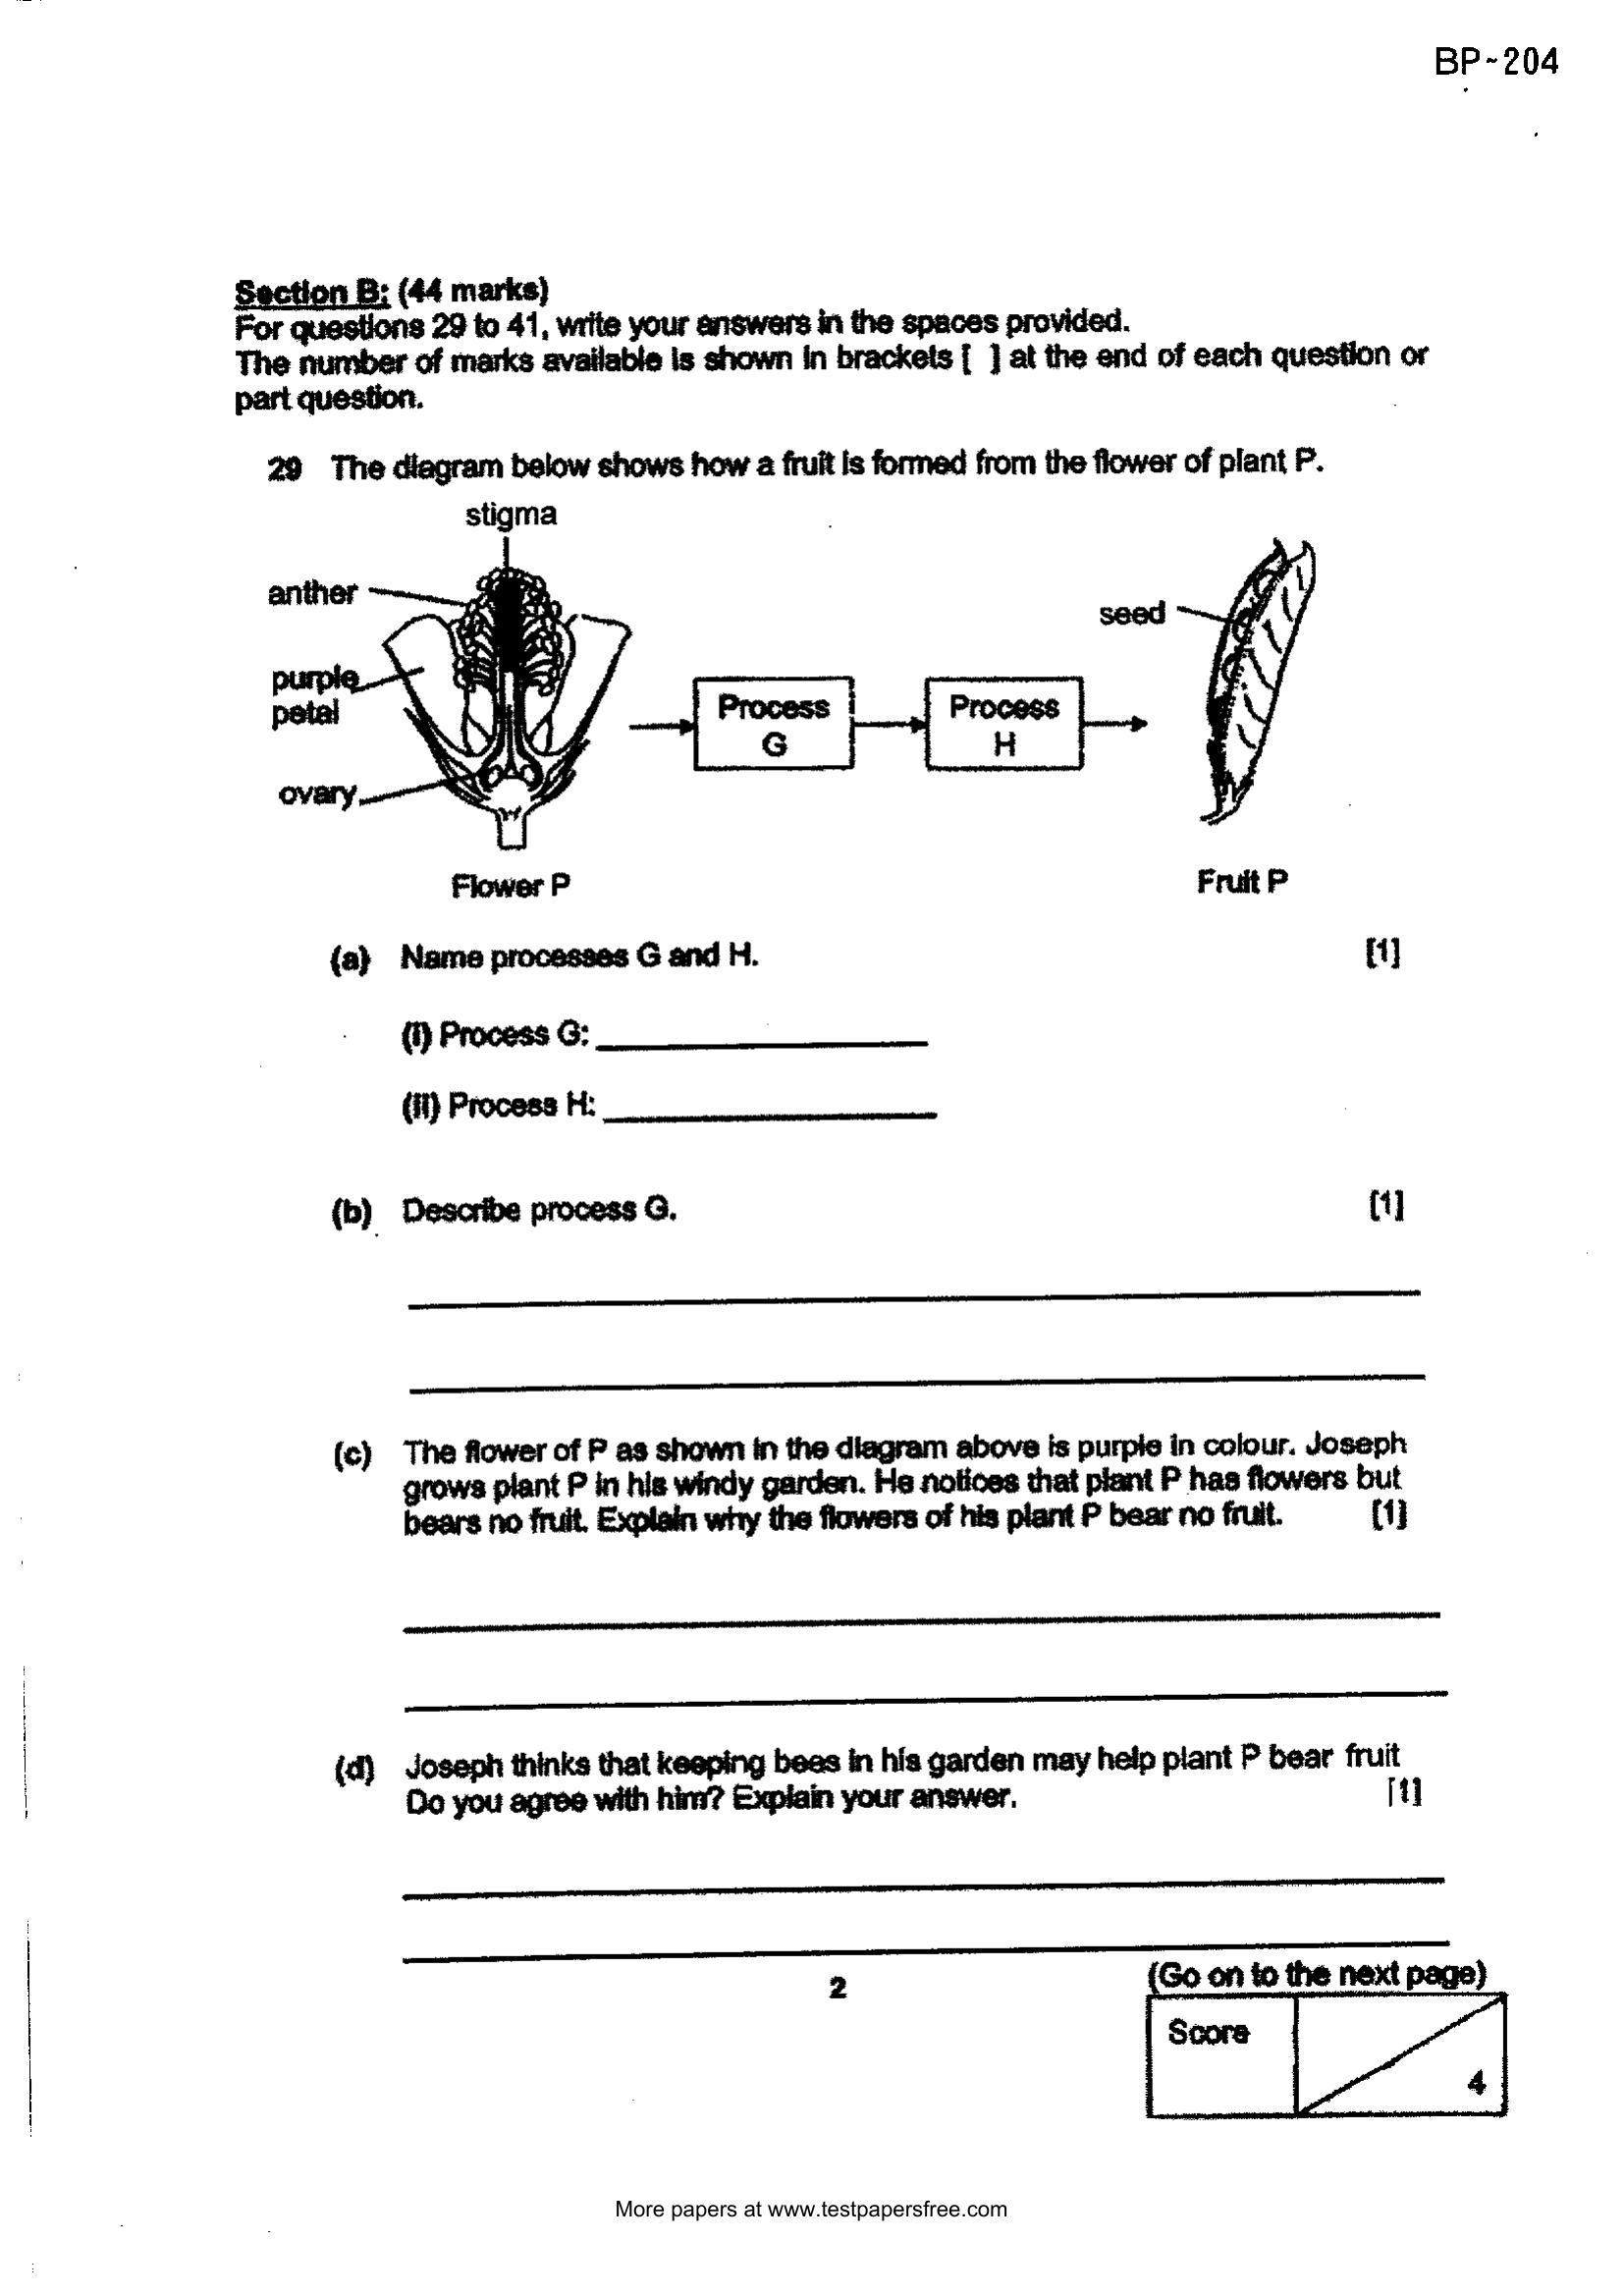 BP-204
Section B: (44 marks)
For questions 29 to 41, write your answers in the spaces provided.
The number of marks available is shown in brackets [ ] at the end of each question or
part question.
29 The diagram below shows how a fruit is formed from the flower of plant P.
stigma
anther
purple
petal
ovary
Process
G
Process
H
seed
Flower P
Fruit P
(a) Name processes G and H. [1]
(i) Process G:
(ii) Process H:
(b) Describe process G. [1]
(c) The flower of P as shown in the diagram above is purple in colour. Joseph
grows plant P in his windy garden. He notices that plant P has flowers but
bears no fruit. Explain why the flowers of his plant P bear no fruit. [1]
(d) Joseph thinks that keeping bees in his garden may help plant P bear fruit
Do you agree with him? Explain your answer. [1]
2
(Go on to the next page)
Score
4
More papers at www.testpapersfree.com